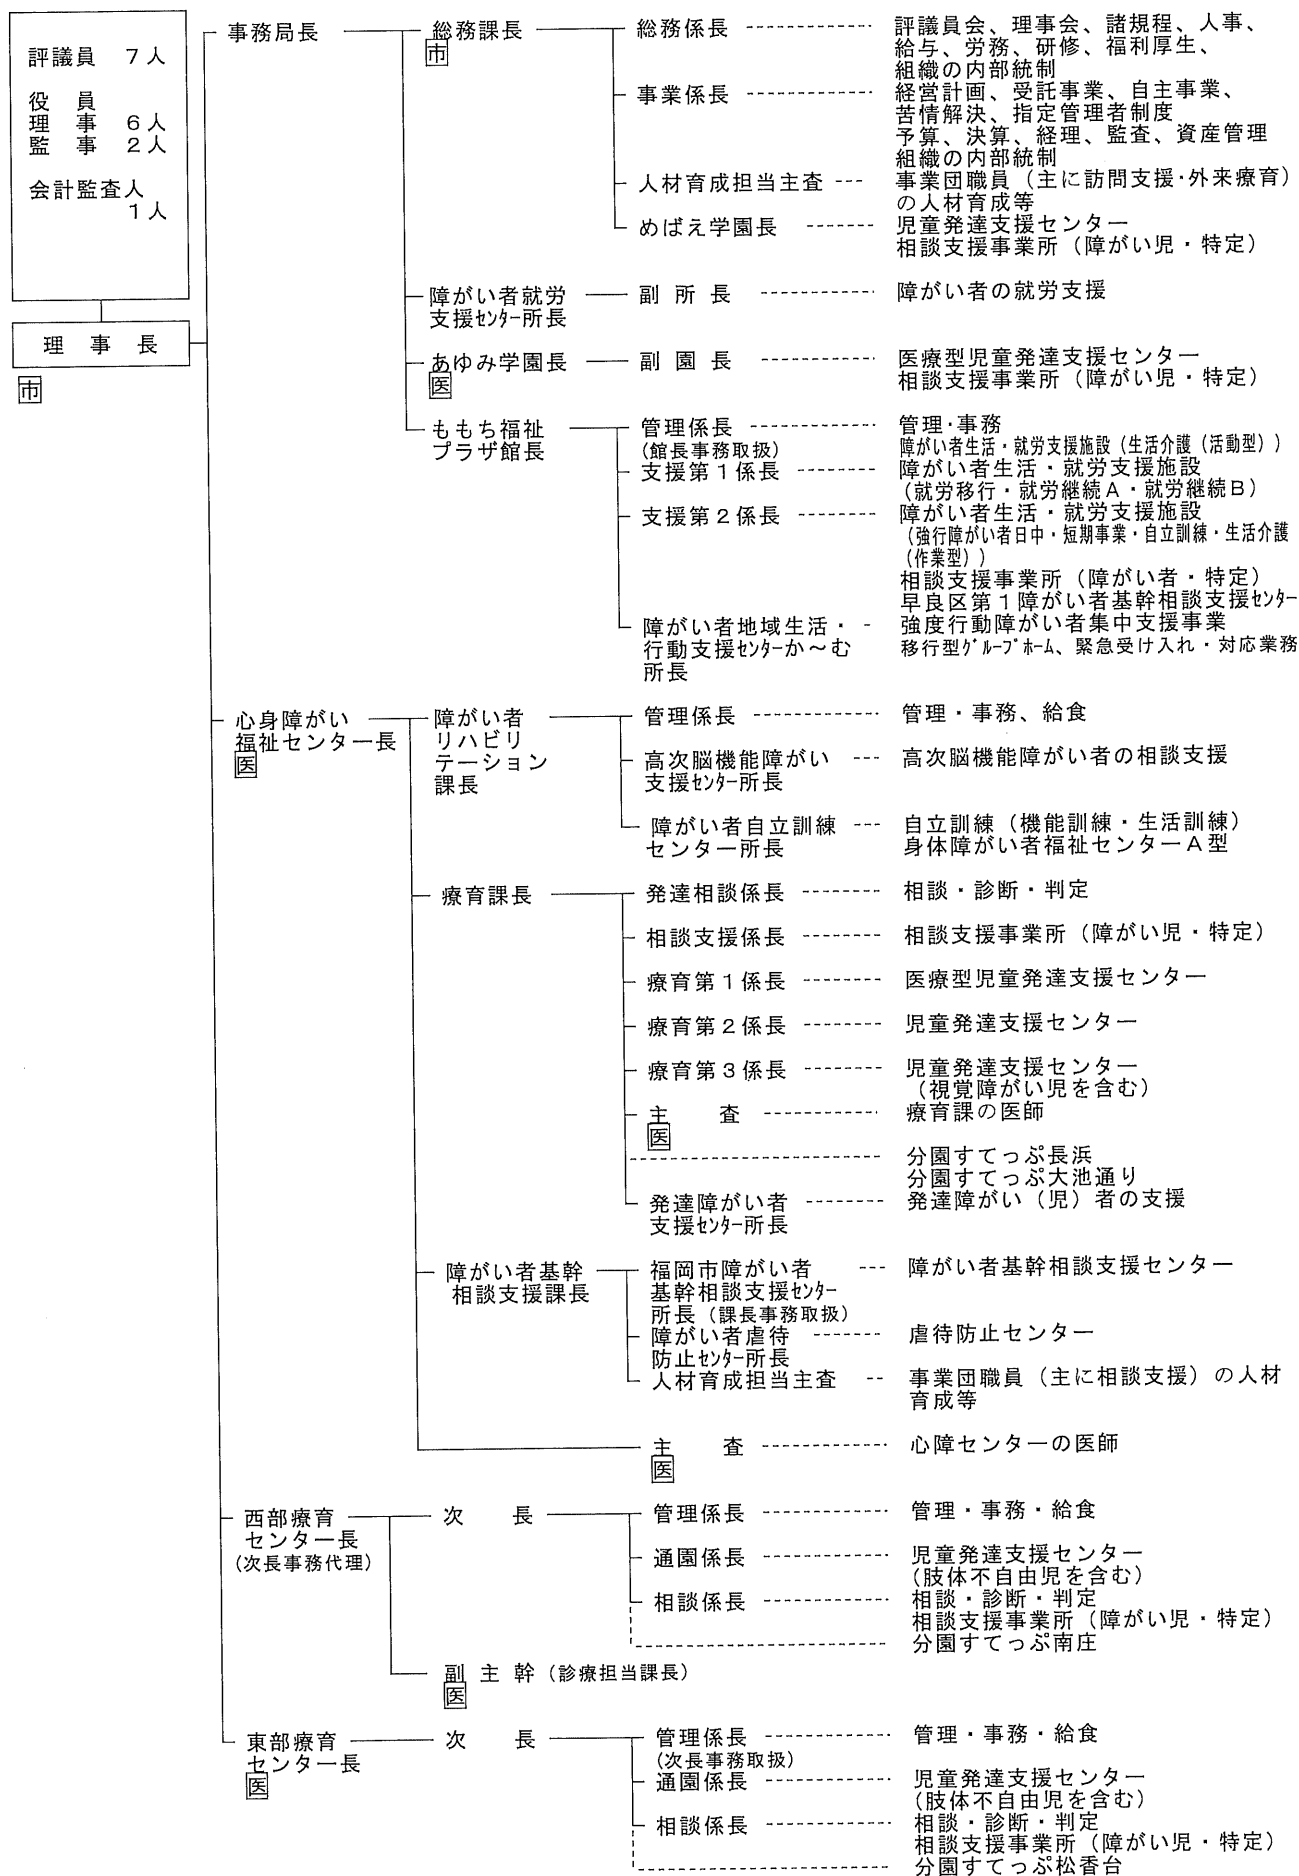 評議員 7人
役員
理事 6人
監事 2人
会計監査人
1人
理事長
市
事務局長
総務課長
市
総務係長
評議員会、理事会、諸規程、人事、
給与、労務、研修、福利厚生、
組織の内部統制
事業係長
経営計画、受託事業、自主事業、
苦情解決、指定管理者制度
予算、決算、経理、監査、資産管理
組織の内部統制
人材育成担当主査
事業団職員(主に訪問支援・外来療育)
の人材育成等
めばえ学園長
児童発達支援センター
相談支援事業所(障がい児・特定)
障がい者就労
支援センター所長
副所長
障がい者の就労支援
あゆみ学園長
医
副園長
医療型児童発達支援センター
相談支援事業所(障がい児・特定)
ももち福祉
プラザ館長
管理係長
(館長事務取扱)
管理・事務
障がい者生活・就労支援施設(生活介護(活動型))
支援第1係長
障がい者生活・就労支援施設
(就労移行・就労継続A・就労継続B)
支援第2係長
障がい者生活・就労支援施設
(強行障がい者日中・短期事業・自立訓練・生活介護
(作業型))
相談支援事業所(障がい者・特定)
早良区第1障がい者基幹相談支援センター
障がい者地域生活・
行動支援センターか~む
所長
強度行動障がい者集中支援事業
移行型グループホーム、緊急受け入れ・対応業務
心身障がい
福祉センター長
医
障がい者
リハビリ
テーション
課長
管理係長
管理・事務、給食
高次脳機能障がい
支援センター所長
高次脳機能障がい者の相談支援
障がい者自立訓練
センター所長
自立訓練(機能訓練・生活訓練)
身体障がい者福祉センターA型
療育課長
発達相談係長
相談・診断・判定
相談支援係長
相談支援事業所(障がい児・特定)
療育第1係長
医療型児童発達支援センター
療育第2係長
児童発達支援センター
療育第3係長
児童発達支援センター
(視覚障がい児を含む)
主査
医
療育課の医師
分園すてっぷ長浜
分園すてっぷ大池通り
発達障がい者
支援センター所長
発達障がい(児)者の支援
障がい者基幹
相談支援課長
福岡市障がい者
基幹相談支援センター
所長(課長事務取扱)
障がい者基幹相談支援センター
障がい者虐待
防止センター所長
虐待防止センター
人材育成担当主査
事業団職員(主に相談支援)の人材
育成等
主査
医
心障センターの医師
西部療育
センター長
(次長事務代理)
次長
管理係長
管理・事務・給食
通園係長
児童発達支援センター
(肢体不自由児を含む)
相談係長
相談・診断・判定
相談支援事業所(障がい児・特定)
分園すてっぷ南庄
副主幹(診療担当課長)
医
東部療育
センター長
医
次長
管理係長
(次長事務取扱)
管理・事務・給食
通園係長
児童発達支援センター
(肢体不自由児を含む)
相談係長
相談・診断・判定
相談支援事業所(障がい児・特定)
分園すてっぷ松香台